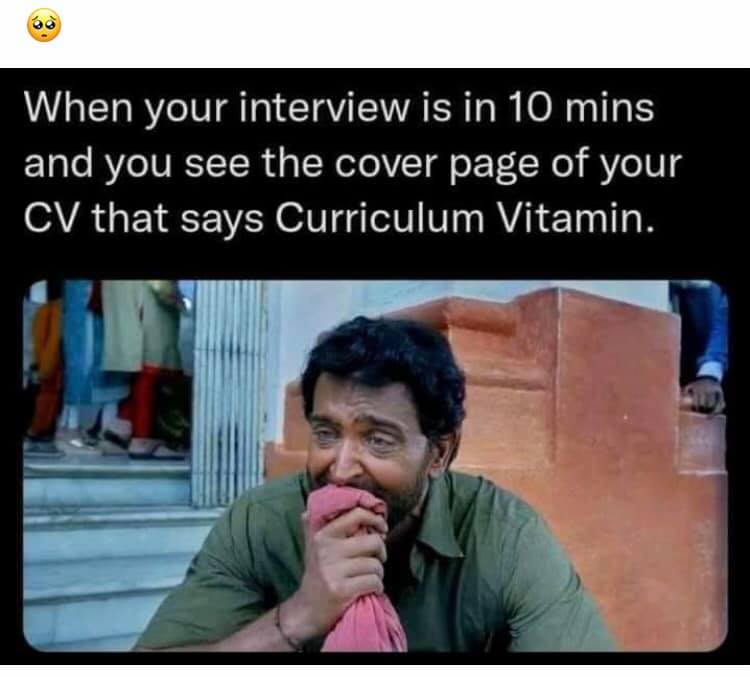 🥺
When your interview is in 10 mins
and you see the cover page of your
CV that says Curriculum Vitamin.